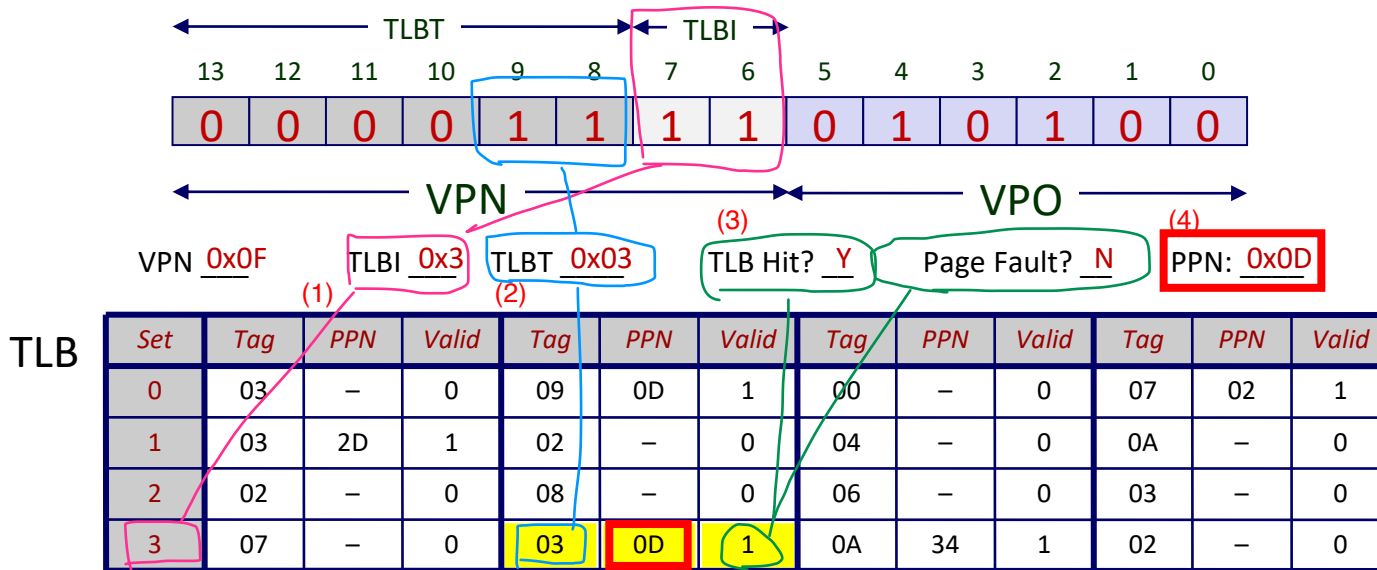 TLBT TLBI
13 12 11 10 9 8 7 6 5 4 3 2 1 0
0 0 0 0 1 1 1 1 0 1 0 1 0 0
VPN VPO
VPN 0x0F TLBI 0x3 TLBT 0x03 (3) TLB Hit? Y Page Fault? N (4) PPN: 0x0D
(1) (2)
TLB
Set Tag PPN Valid Tag PPN Valid Tag PPN Valid Tag PPN Valid
0 03 – 0 09 0D 1 00 – 0 07 02 1
1 03 2D 1 02 – 0 04 – 0 0A – 0
2 02 – 0 08 – 0 06 – 0 03 – 0
3 07 – 0 03 0D 1 0A 34 1 02 – 0